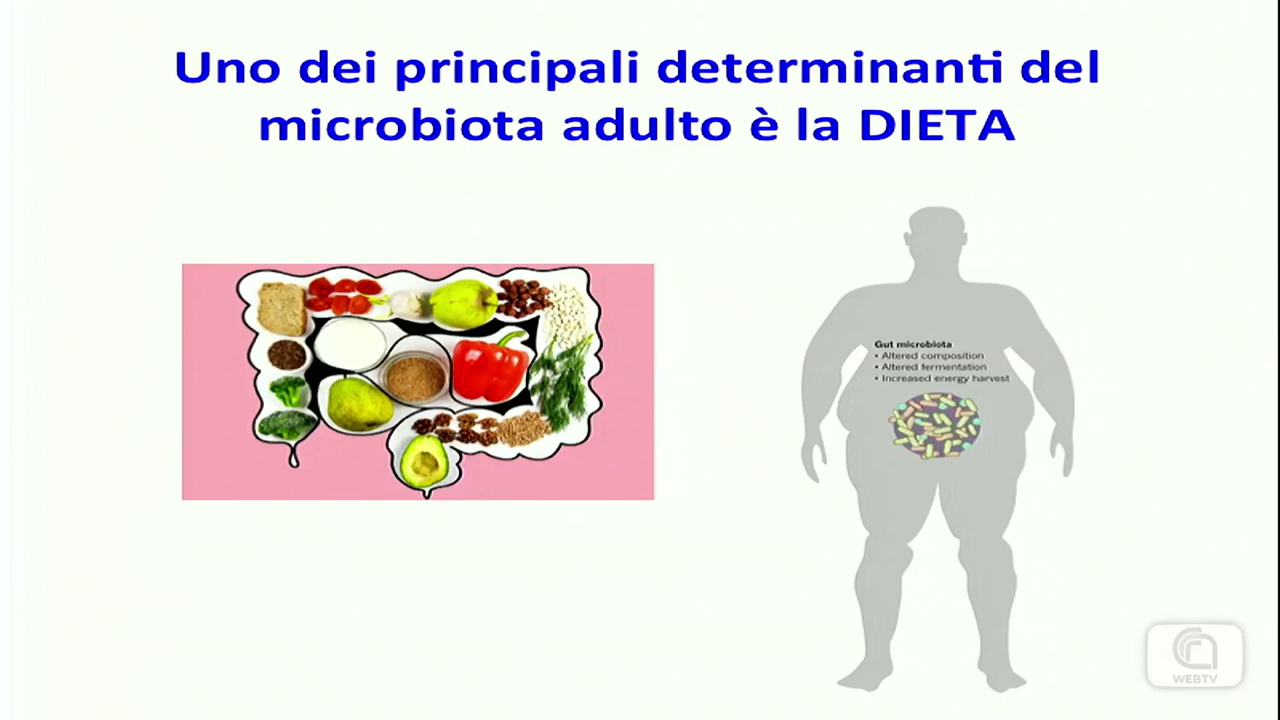 Uno dei principali determinanti del
microbiota adulto è la DIETA
Gut microbiota
• Altered composition
• Altered fermentation
• Increased energy harvest
WEBTV